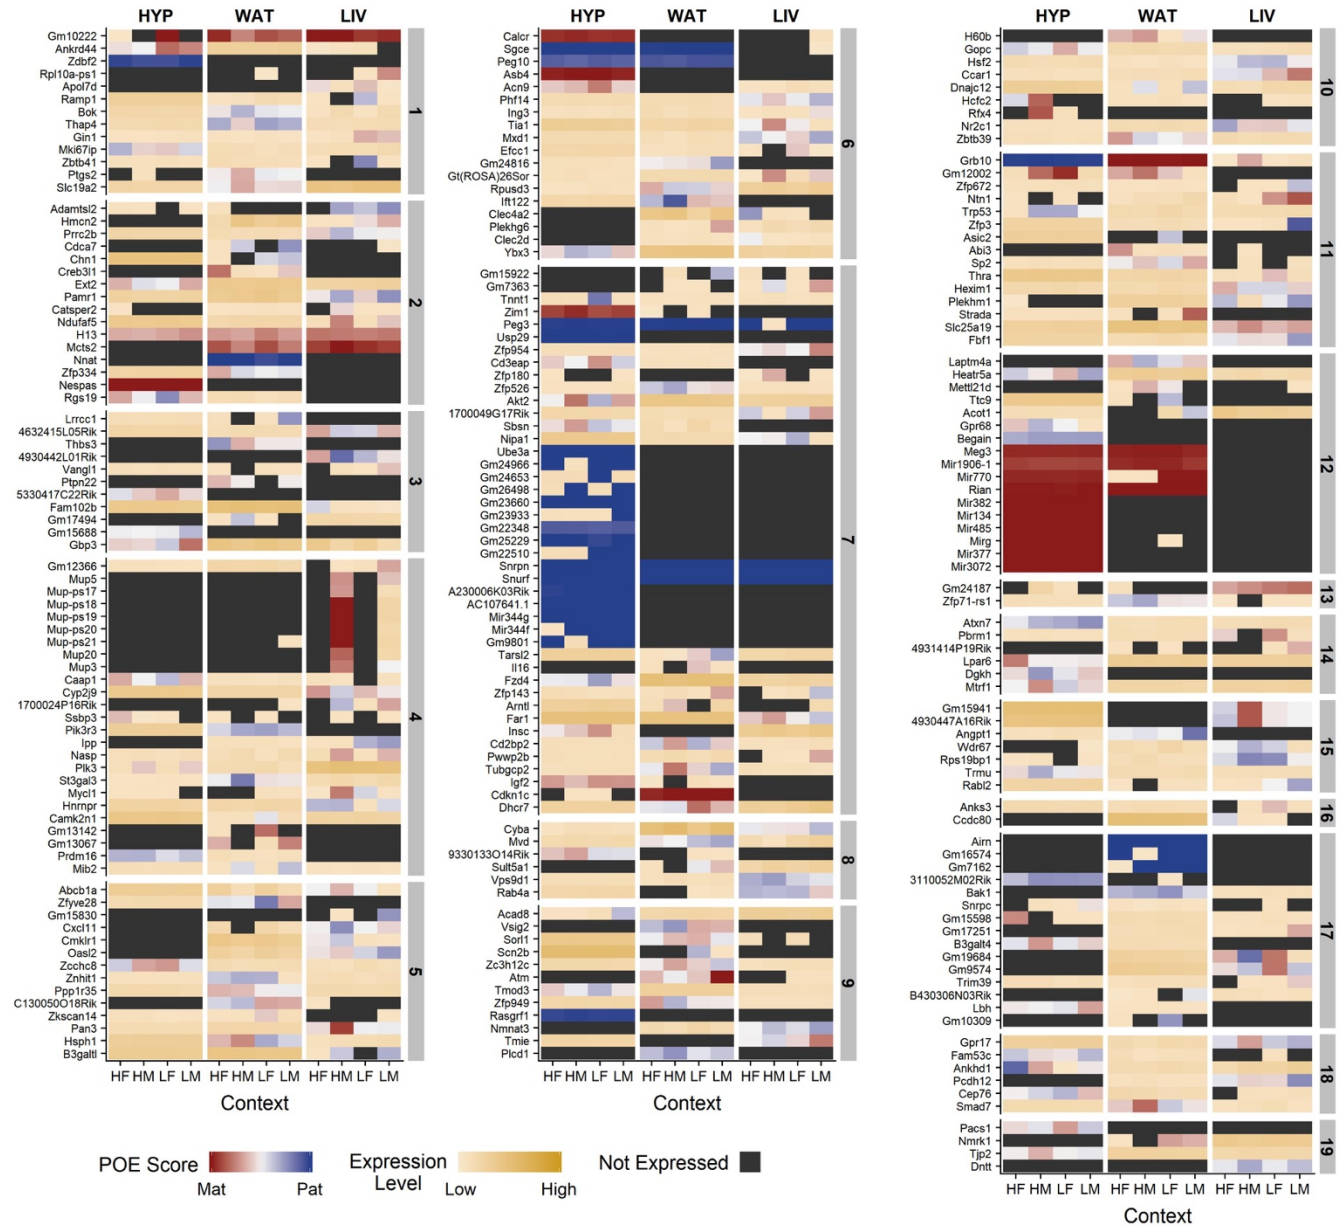 HYP WAT LIV
Gm10222
Ankrd44
Zdbf2
Rpl10a-ps1
Apol7d
Ramp1
Bok
Thap4
Gin1
Mki67ip
Zbtb41
Ptgs2
Slc19a2
1
Adamtsl2
Hmcn2
Prrc2b
Cdca7
Chn1
Creb3l1
Ext2
Pamr1
Catsper2
Ndufaf5
H13
Mcts2
Nnat
Zfp334
Nespas
Rgs19
2
Lrrcc1
4632415L05Rik
Thbs3
4930442L01Rik
Vangl1
Ptpn22
5330417C22Rik
Fam102b
Gm17494
Gm15688
Gbp3
3
Gm12366
Mup5
Mup-ps17
Mup-ps18
Mup-ps19
Mup-ps20
Mup-ps21
Mup20
Mup3
Caap1
Cyp2j9
1700024P16Rik
Ssbp3
Pik3r3
Ipp
Nasp
Plk3
St3gal3
Mycl1
Hnrnpr
Camk2n1
Gm13142
Gm13067
Prdm16
Mib2
4
Abcb1a
Zfyve28
Gm15830
Cxcl11
Cmklr1
Oasl2
Zcchc8
Znhit1
Ppp1r35
C130050O18Rik
Zkscan14
Pan3
Hsph1
B3galtl
5
HF HM LF LM HF HM LF LM HF HM LF LM
Context
HYP WAT LIV
Calcr
Sgce
Peg10
Asb4
Acn9
Phf14
Ing3
Tia1
Mxd1
Efcc1
Gm24816
Gt(ROSA)26Sor
Rpusd3
Ift122
Clec4a2
Plekhg6
Clec2d
Ybx3
6
Gm15922
Gm7363
Tnnt1
Zim1
Peg3
Usp29
Zfp954
Cd3eap
Zfp180
Zfp526
Akt2
1700049G17Rik
Sbsn
Nipa1
Ube3a
Gm24966
Gm24653
Gm26498
Gm23660
Gm23933
Gm22348
Gm25229
Gm22510
Snrpn
Snurf
A230006K03Rik
AC107641.1
Mir344g
Mir344f
Gm9801
Tarsl2
Il16
Fzd4
Zfp143
Arntl
Far1
Insc
Cd2bp2
Pwwp2b
Tubgcp2
Igf2
Cdkn1c
Dhcr7
7
Cyba
Mvd
9330133O14Rik
Sult5a1
Vps9d1
Rab4a
8
Acad8
Vsig2
Sorl1
Scn2b
Zc3h12c
Atm
Tmod3
Zfp949
Rasgrf1
Nmnat3
Tmie
Plcd1
9
HF HM LF LM HF HM LF LM HF HM LF LM
Context
HYP WAT LIV
H60b
Gopc
Hsf2
Ccar1
Dnajc12
Hcfc2
Rfx4
Nr2c1
Zbtb39
10
Grb10
Gm12002
Zfp672
Ntn1
Trp53
Zfp3
Asic2
Abi3
Sp2
Thra
Hexim1
Plekhm1
Strada
Slc25a19
Fbf1
11
Laptm4a
Heatr5a
Mettl21d
Ttc9
Acot1
Gpr68
Begain
Meg3
Mir1906-1
Mir770
Rian
Mir382
Mir134
Mir485
Mirg
Mir377
Mir3072
12
Gm24187
Zfp71-rs1
13
Atxn7
Pbrm1
4931414P19Rik
Lpar6
Dgkh
Mtrf1
14
Gm15941
4930447A16Rik
Angpt1
Wdr67
Rps19bp1
Trmu
Rabl2
15
Anks3
Ccdc80
16
Airn
Gm16574
Gm7162
3110052M02Rik
Bak1
Snrpc
Gm15598
Gm17251
B3galt4
Gm19684
Gm9574
Trim39
B430306N03Rik
Lbh
Gm10309
17
Gpr17
Fam53c
Ankhd1
Pcdh12
Cep76
Smad7
18
Pacs1
Nmrk1
Tjp2
Dntt
19
HF HM LF LM HF HM LF LM HF HM LF LM
Context
POE Score
Mat Pat
Expression Level
Low High
Not Expressed